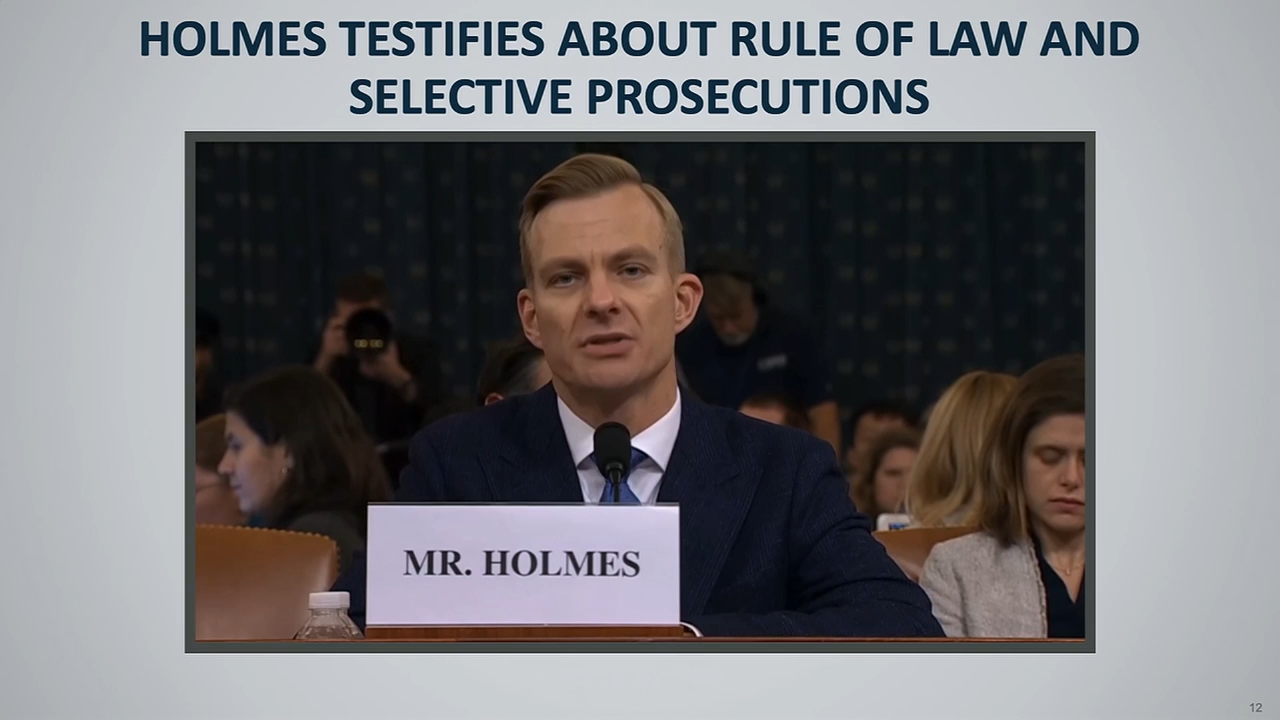 HOLMES TESTIFIES ABOUT RULE OF LAW AND
SELECTIVE PROSECUTIONS
MR. HOLMES
12